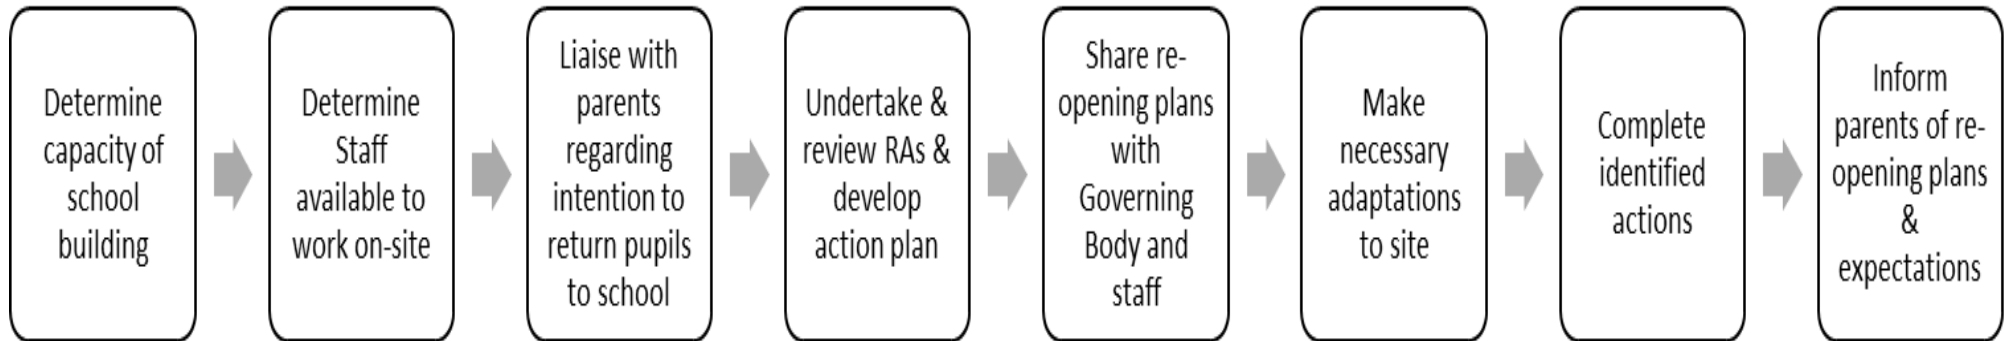 Determine
capacity of
school
building
Determine
Staff
available to
work on-site
Liaise with
parents
regarding
intention to
return pupils
to school
Undertake &
review RAs &
develop
action plan
Share re-
opening plans
with
Governing
Body and
staff
Make
necessary
adaptations
to site
Complete
identified
actions
Inform
parents of re-
opening plans
&
expectations